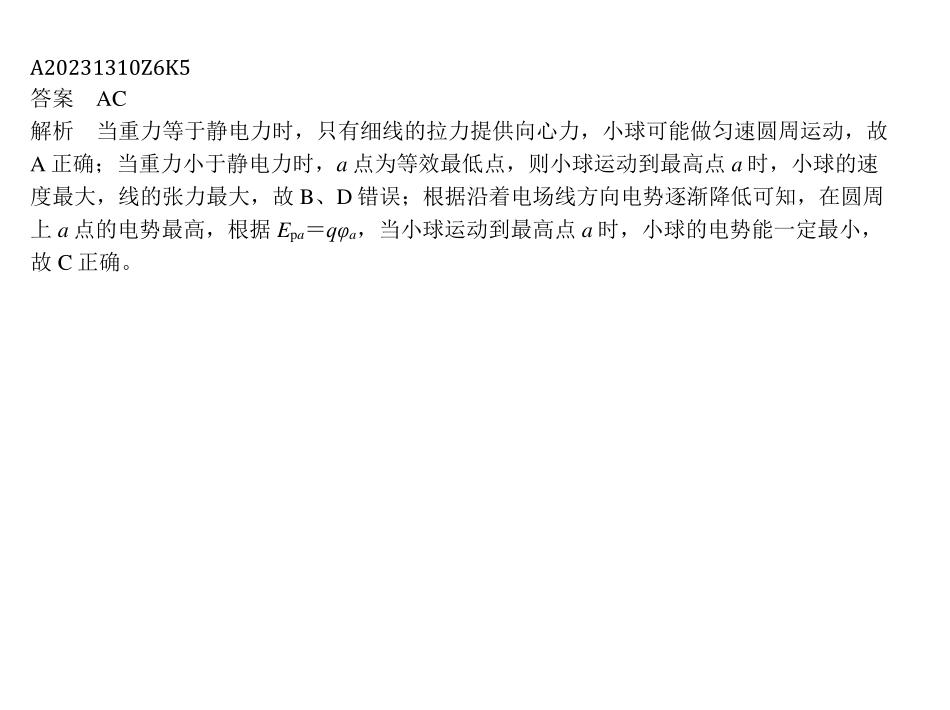 A20231310Z6K5
答案　AC
解析　当重力等于静电力时，只有细线的拉力提供向心力，小球可能做匀速圆周运动，故
A 正确；当重力小于静电力时，a 点为等效最低点，则小球运动到最高点 a 时，小球的速
度最大，线的张力最大，故 B、D 错误；根据沿着电场线方向电势逐渐降低可知，在圆周
上 a 点的电势最高，根据 Epa＝qφa，当小球运动到最高点 a 时，小球的电势能一定最小，
故 C 正确。